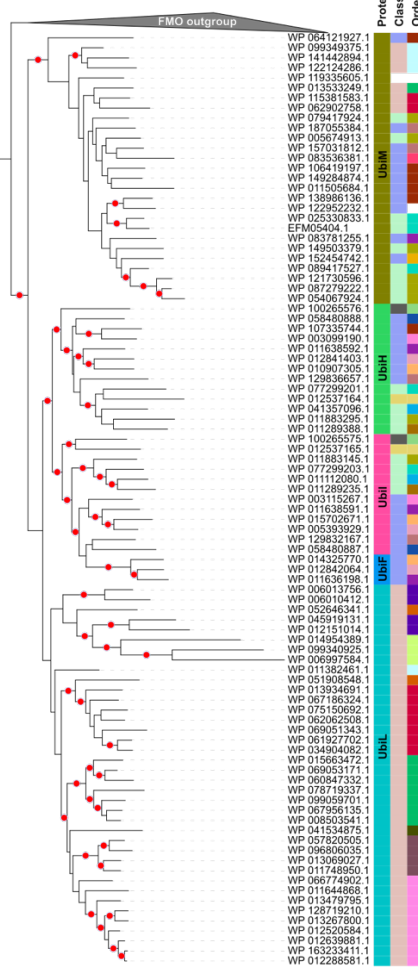 Prote
Class
Orde
FMO outgroup
WP 064121927.1
WP 099349375.1
WP 141442894.1
WP 122124286.1
WP 119335605.1
WP 013533249.1
WP 115381583.1
WP 062902758.1
WP 079417924.1
WP 187055384.1
WP 005674913.1
WP 157031812.1
WP 083536381.1
WP 106419197.1
WP 149284874.1
WP 011505684.1
WP 138986136.1
WP 122952232.1
WP 025330833.1
EFM05404.1
WP 083781255.1
WP 149503379.1
WP 152454742.1
WP 089417527.1
WP 121730596.1
WP 087279222.1
WP 054067924.1
UbiM
WP 100265576.1
WP 058480888.1
WP 107335744.1
WP 003099190.1
WP 011638592.1
WP 012841403.1
WP 010907305.1
WP 129836657.1
WP 077299201.1
WP 012537164.1
WP 041357096.1
WP 011883295.1
WP 011289388.1
UbiH
WP 100265575.1
WP 012537165.1
WP 011883145.1
WP 077299203.1
WP 011112080.1
WP 011289235.1
WP 003115267.1
WP 011638591.1
WP 015702671.1
WP 005393929.1
WP 129832167.1
WP 058480887.1
UbiI
WP 014325770.1
WP 012842064.1
WP 011636198.1
UbiF
WP 006013756.1
WP 006010412.1
WP 052646341.1
WP 045919131.1
WP 012151014.1
WP 014954389.1
WP 099340925.1
WP 006997584.1
WP 011382461.1
WP 051908548.1
WP 013934691.1
WP 067186324.1
WP 075150692.1
WP 062062508.1
WP 069051343.1
WP 061927702.1
WP 034904082.1
WP 015663472.1
WP 069053171.1
WP 060847332.1
WP 078719337.1
WP 099059701.1
WP 067956135.1
WP 008503541.1
WP 041534875.1
WP 057820505.1
WP 096806035.1
WP 013069027.1
WP 011748950.1
WP 066774902.1
WP 011644868.1
WP 013479795.1
WP 128719210.1
WP 013267800.1
WP 012520584.1
WP 012639881.1
WP 163233411.1
WP 012288581.1
UbiL